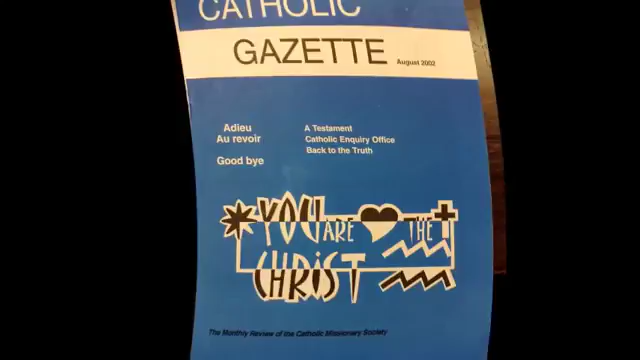 CATHOLIC
GAZETTE August 2002
Adieu
Au revoir
Good bye
A Testament
Catholic Enquiry Office
Back to the Truth
YOU ARE THE
CHRiST
The Monthly Review of the Catholic Missionary Society